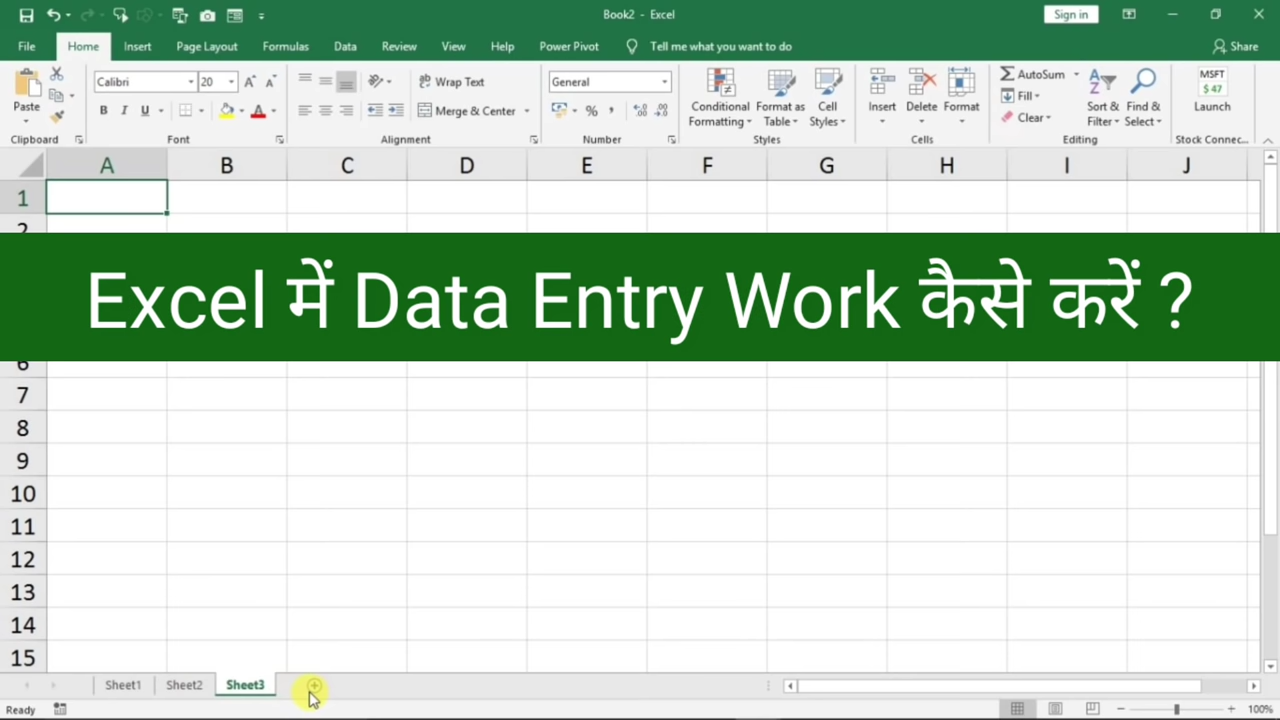 Book2 - Excel
Sign in
File Home Insert Page Layout Formulas Data Review View Help Power Pivot Tell me what you want to do Share
Calibri 20 Wrap Text General AutoSum MSFT $ 47
Fill
Paste B I U Merge & Center % , Conditional Formatting Format as Table Cell Styles Insert Delete Format Clear Sort & Filter Find & Select Launch
Clipboard Font Alignment Number Styles Cells Editing Stock Connec...
A B C D E F G H I J
1
2
Excel में Data Entry Work कैसे करें ?
6
7
8
9
10
11
12
13
14
15
Sheet1 Sheet2 Sheet3
Ready 100%